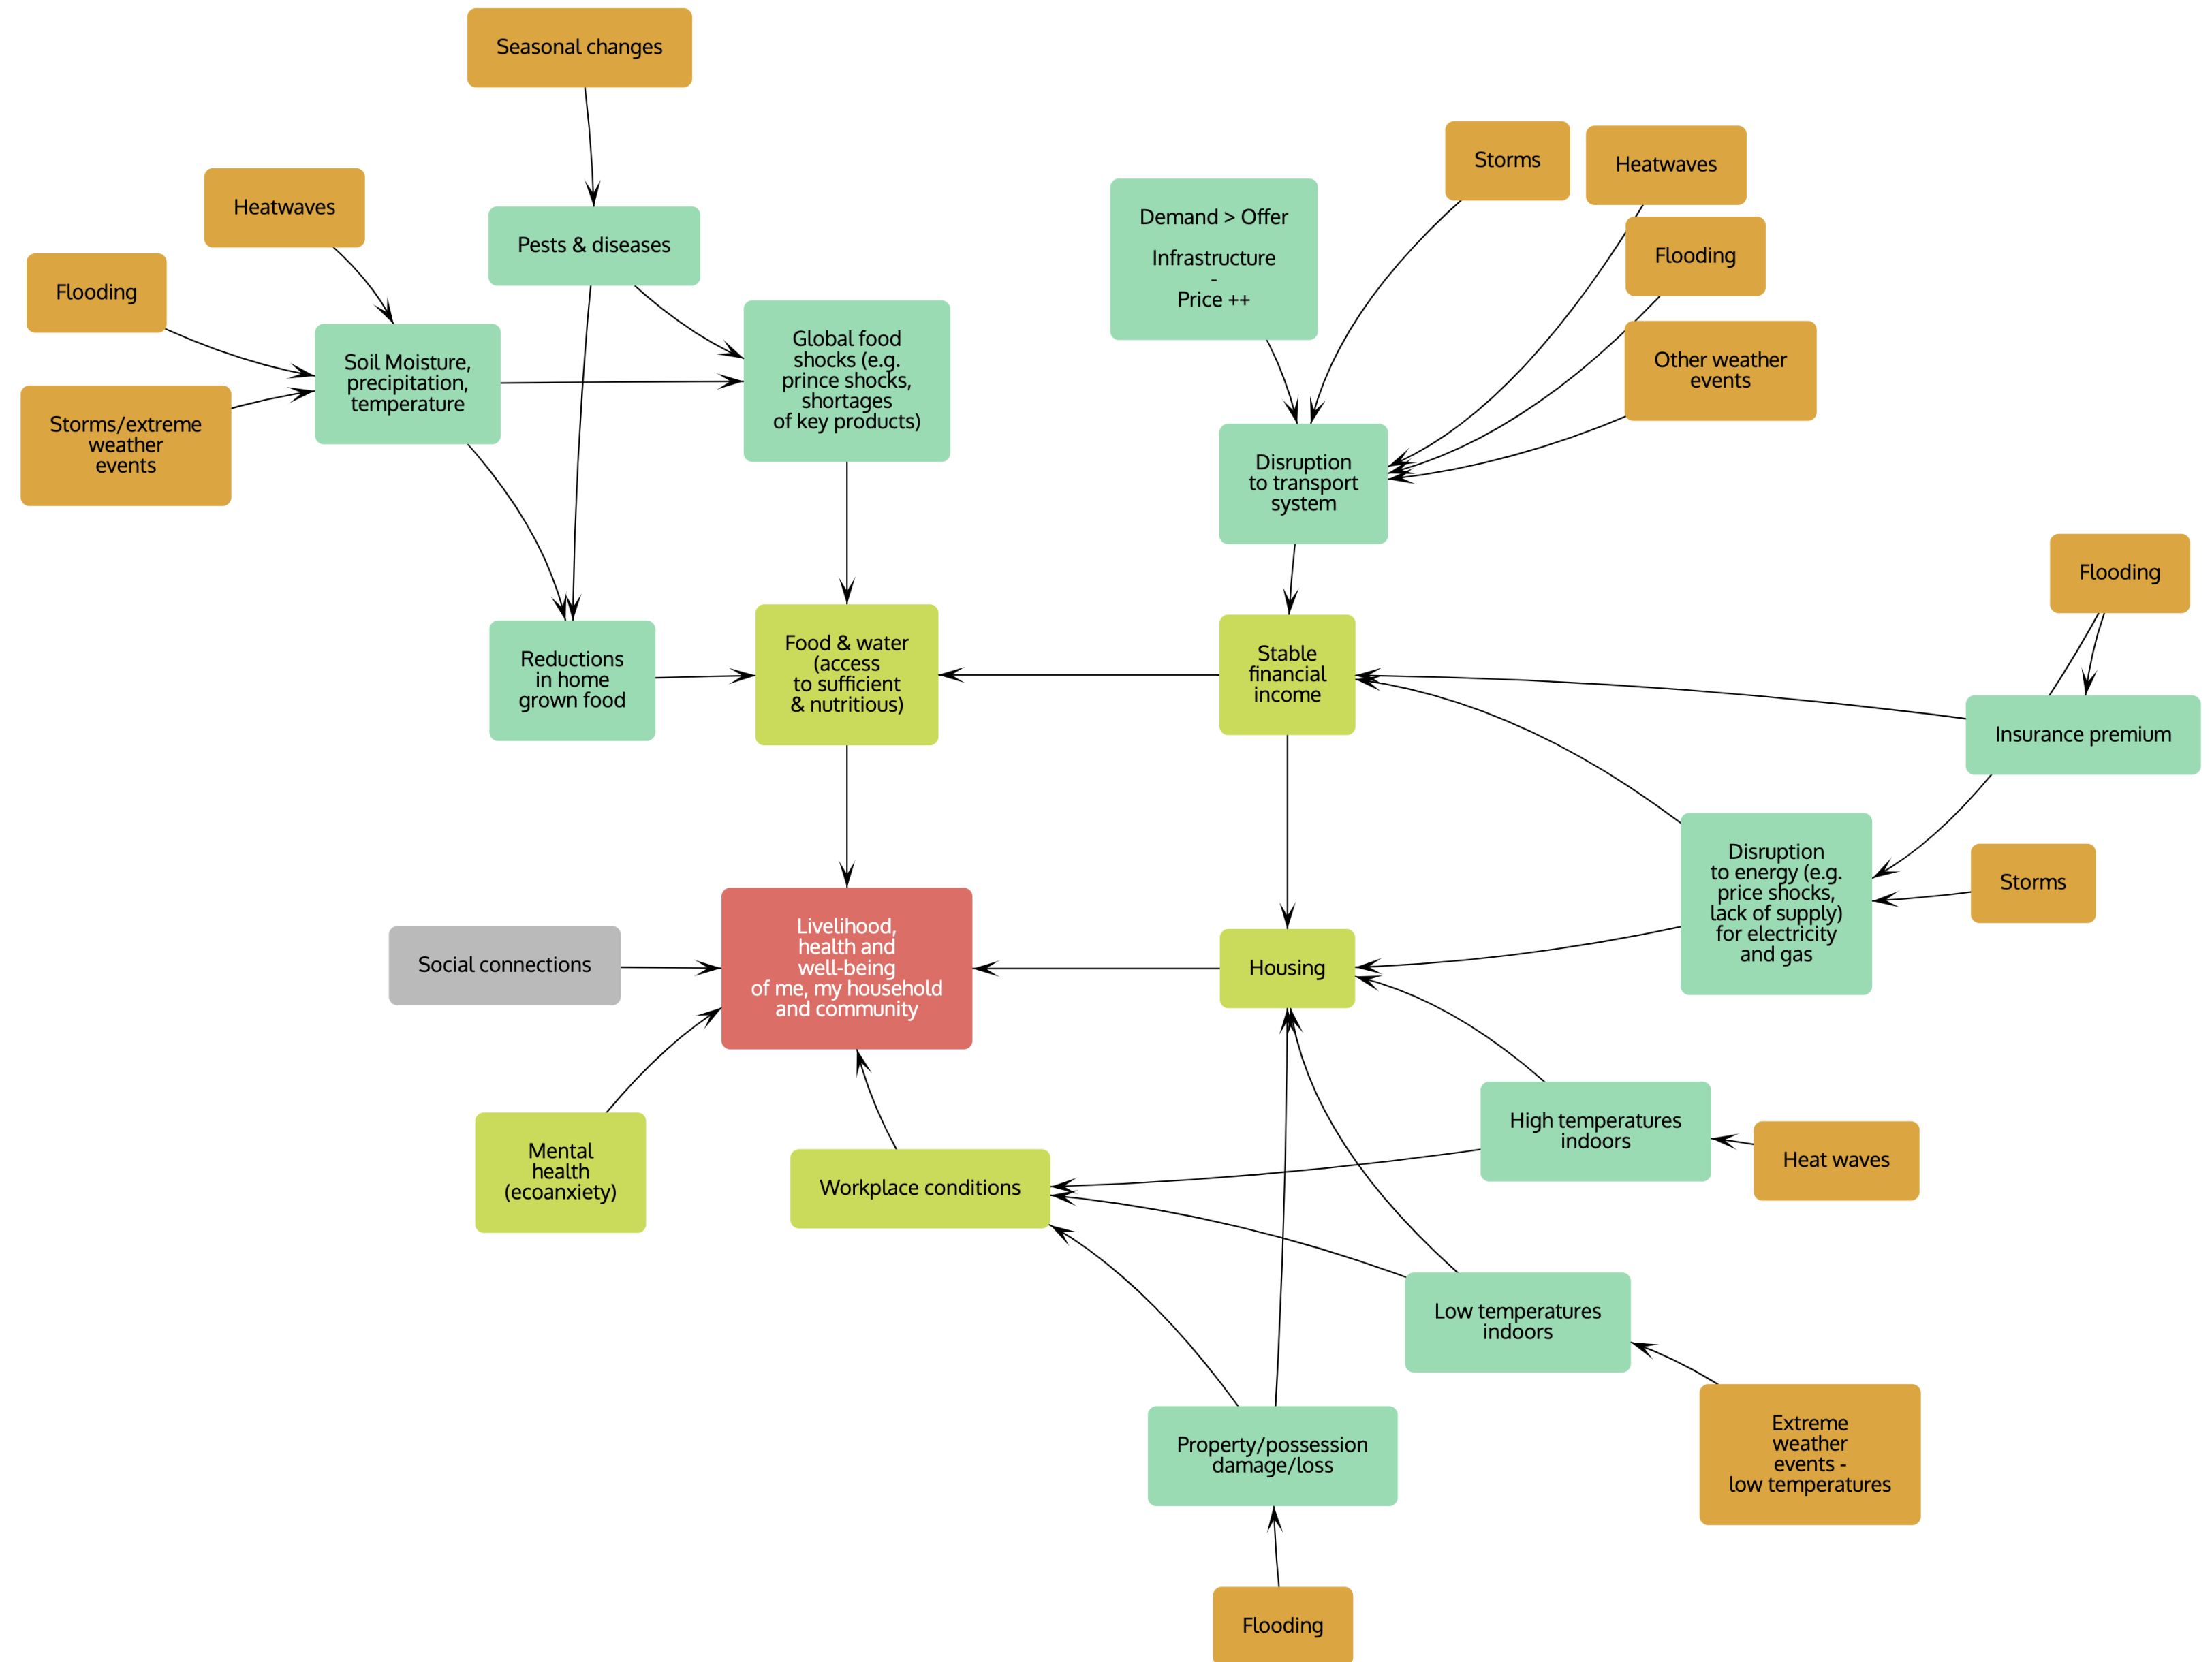 Seasonal changes
Storms
Heatwaves
Heatwaves
Demand > Offer
Infrastructure
-
Price ++
Pests & diseases
Flooding
Flooding
Global food
shocks (e.g.
prince shocks,
shortages
of key products)
Other weather
events
Soil Moisture,
precipitation,
temperature
Storms/extreme
weather
events
Disruption
to transport
system
Flooding
Reductions
in home
grown food
Food & water
(access
to sufficient
& nutritious)
Stable
financial
income
Insurance premium
Disruption
to energy (e.g.
price shocks,
lack of supply)
for electricity
and gas
Storms
Social connections
Livelihood,
health and
well-being
of me, my household
and community
Housing
High temperatures
indoors
Heat waves
Mental
health
(ecoanxiety)
Workplace conditions
Low temperatures
indoors
Extreme
weather
events -
low temperatures
Property/possession
damage/loss
Flooding